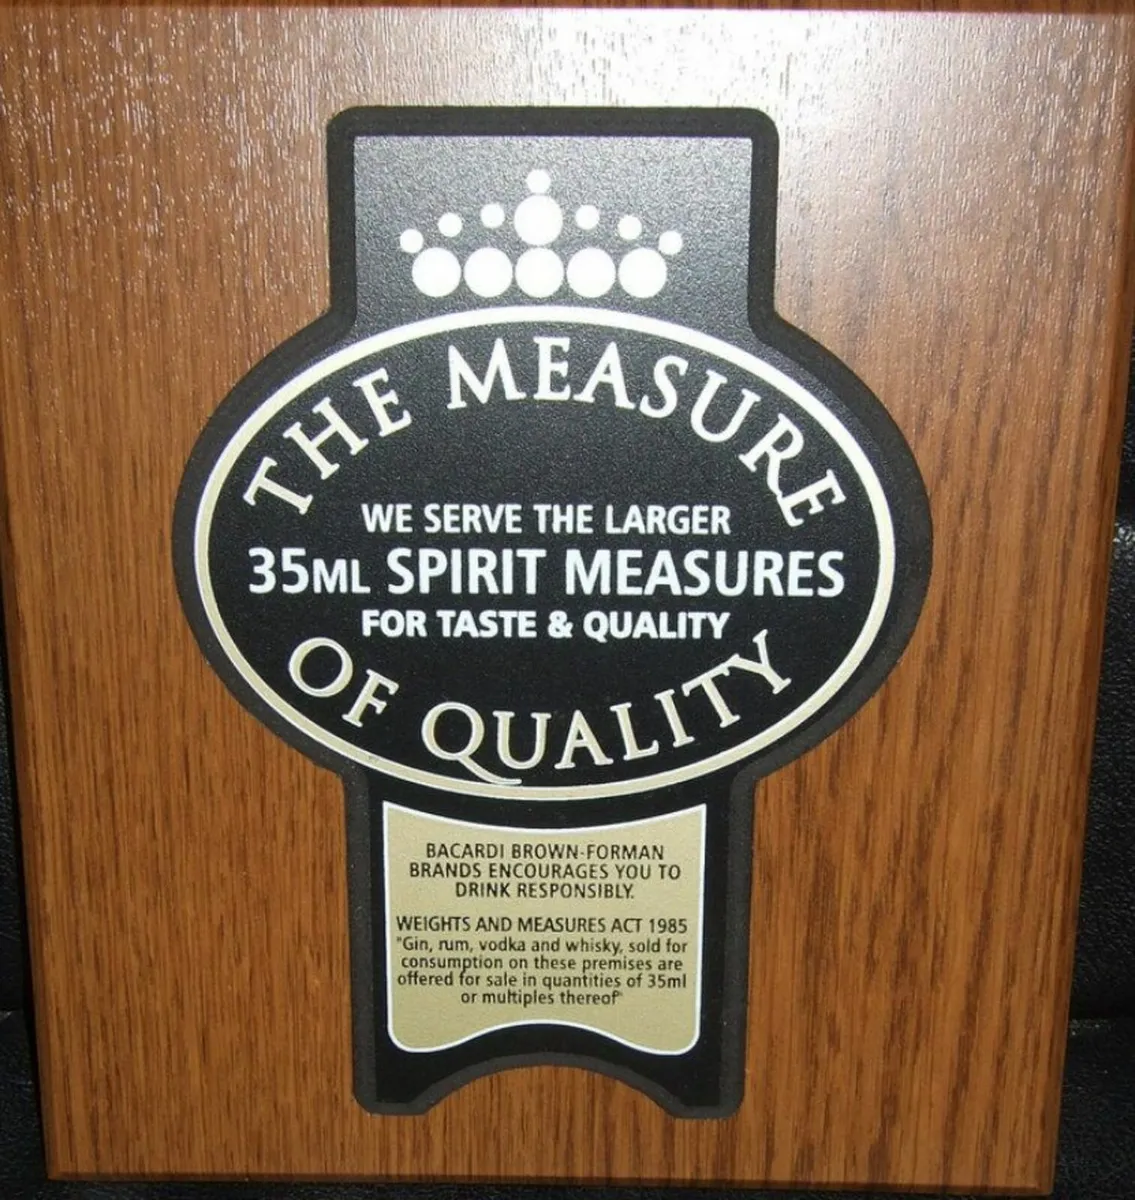 THE MEASURE
WE SERVE THE LARGER
35ML SPIRIT MEASURES
FOR TASTE & QUALITY
OF QUALITY
BACARDI BROWN-FORMAN
BRANDS ENCOURAGES YOU TO
DRINK RESPONSIBLY.
WEIGHTS AND MEASURES ACT 1985
"Gin, rum, vodka and whisky, sold for
consumption on these premises are
offered for sale in quantities of 35ml
or multiples thereof"